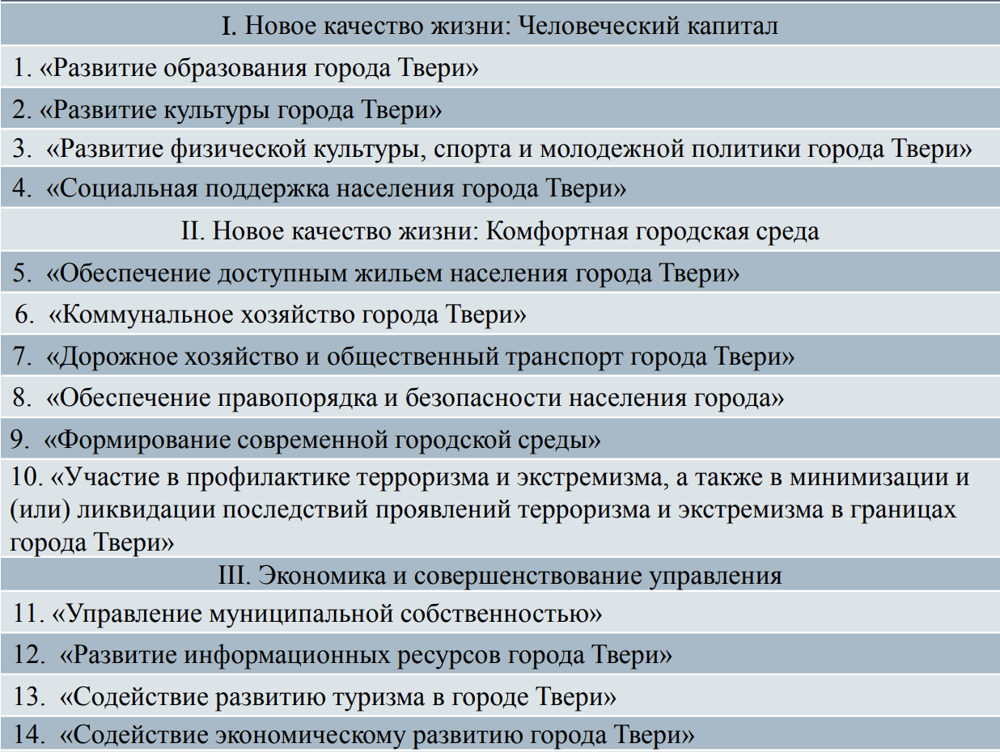 I. Новое качество жизни: Человеческий капитал
1. «Развитие образования города Твери»
2. «Развитие культуры города Твери»
3. «Развитие физической культуры, спорта и молодежной политики города Твери»
4. «Социальная поддержка населения города Твери»
II. Новое качество жизни: Комфортная городская среда
5. «Обеспечение доступным жильем населения города Твери»
6. «Коммунальное хозяйство города Твери»
7. «Дорожное хозяйство и общественный транспорт города Твери»
8. «Обеспечение правопорядка и безопасности населения города»
9. «Формирование современной городской среды»
10. «Участие в профилактике терроризма и экстремизма, а также в минимизации и
(или) ликвидации последствий проявлений терроризма и экстремизма в границах
города Твери»
III. Экономика и совершенствование управления
11. «Управление муниципальной собственностью»
12. «Развитие информационных ресурсов города Твери»
13. «Содействие развитию туризма в городе Твери»
14. «Содействие экономическому развитию города Твери»